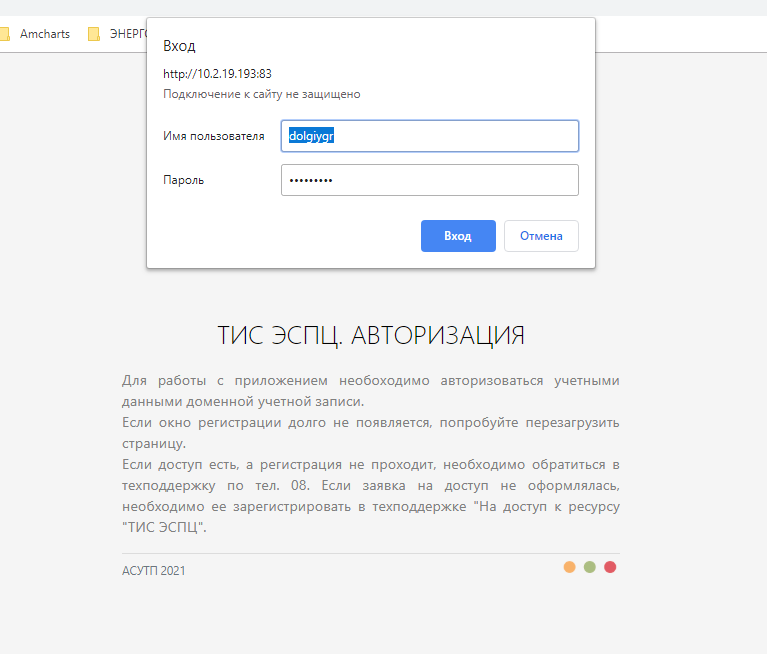 Amcharts
ЭНЕРГО
Вход
http://10.2.19.193:83
Подключение к сайту не защищено
Имя пользователя
dolgiygr
Пароль
•••••••••
Вход
Отмена
ТИС ЭСПЦ. АВТОРИЗАЦИЯ
Для работы с приложением необоходимо авторизоваться учетными
данными доменной учетной записи.
Если окно регистрации долго не появляется, попробуйте перезагрузить
страницу.
Если доступ есть, а регистрация не проходит, необходимо обратиться в
техподдержку по тел. 08. Если заявка на доступ не оформлялась,
необходимо ее зарегистрировать в техподдержке "На доступ к ресурсу
"ТИС ЭСПЦ".
АСУТП 2021